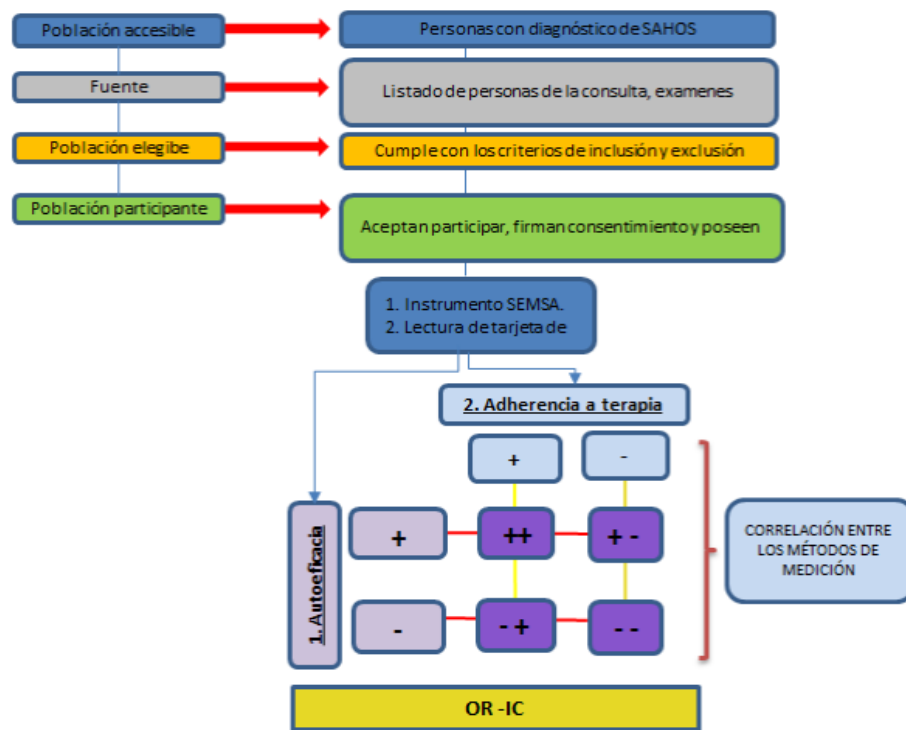 Población accesible
Personas con diagnóstico de SAHOS
Fuente
Listado de personas de la consulta, examenes
Población elegibe
Cumple con los criterios de inclusión y exclusión
Población participante
Aceptan participar, firman consentimiento y poseen
1. Instrumento SEMSA.
2. Lectura de tarjeta de
2. Adherencia a terapia
+
-
1. Autoeficacia
+
++
+ -
CORRELACIÓN ENTRE
LOS MÉTODOS DE
MEDICIÓN
-
- +
- -
OR -IC